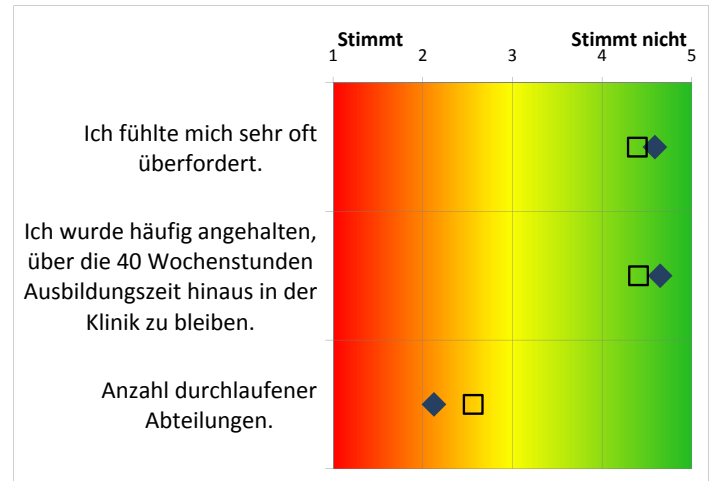 Stimmt Stimmt nicht
1 2 3 4 5
Ich fühlte mich sehr oft
überfordert.
Ich wurde häufig angehalten,
über die 40 Wochenstunden
Ausbildungszeit hinaus in der
Klinik zu bleiben.
Anzahl durchlaufener
Abteilungen.